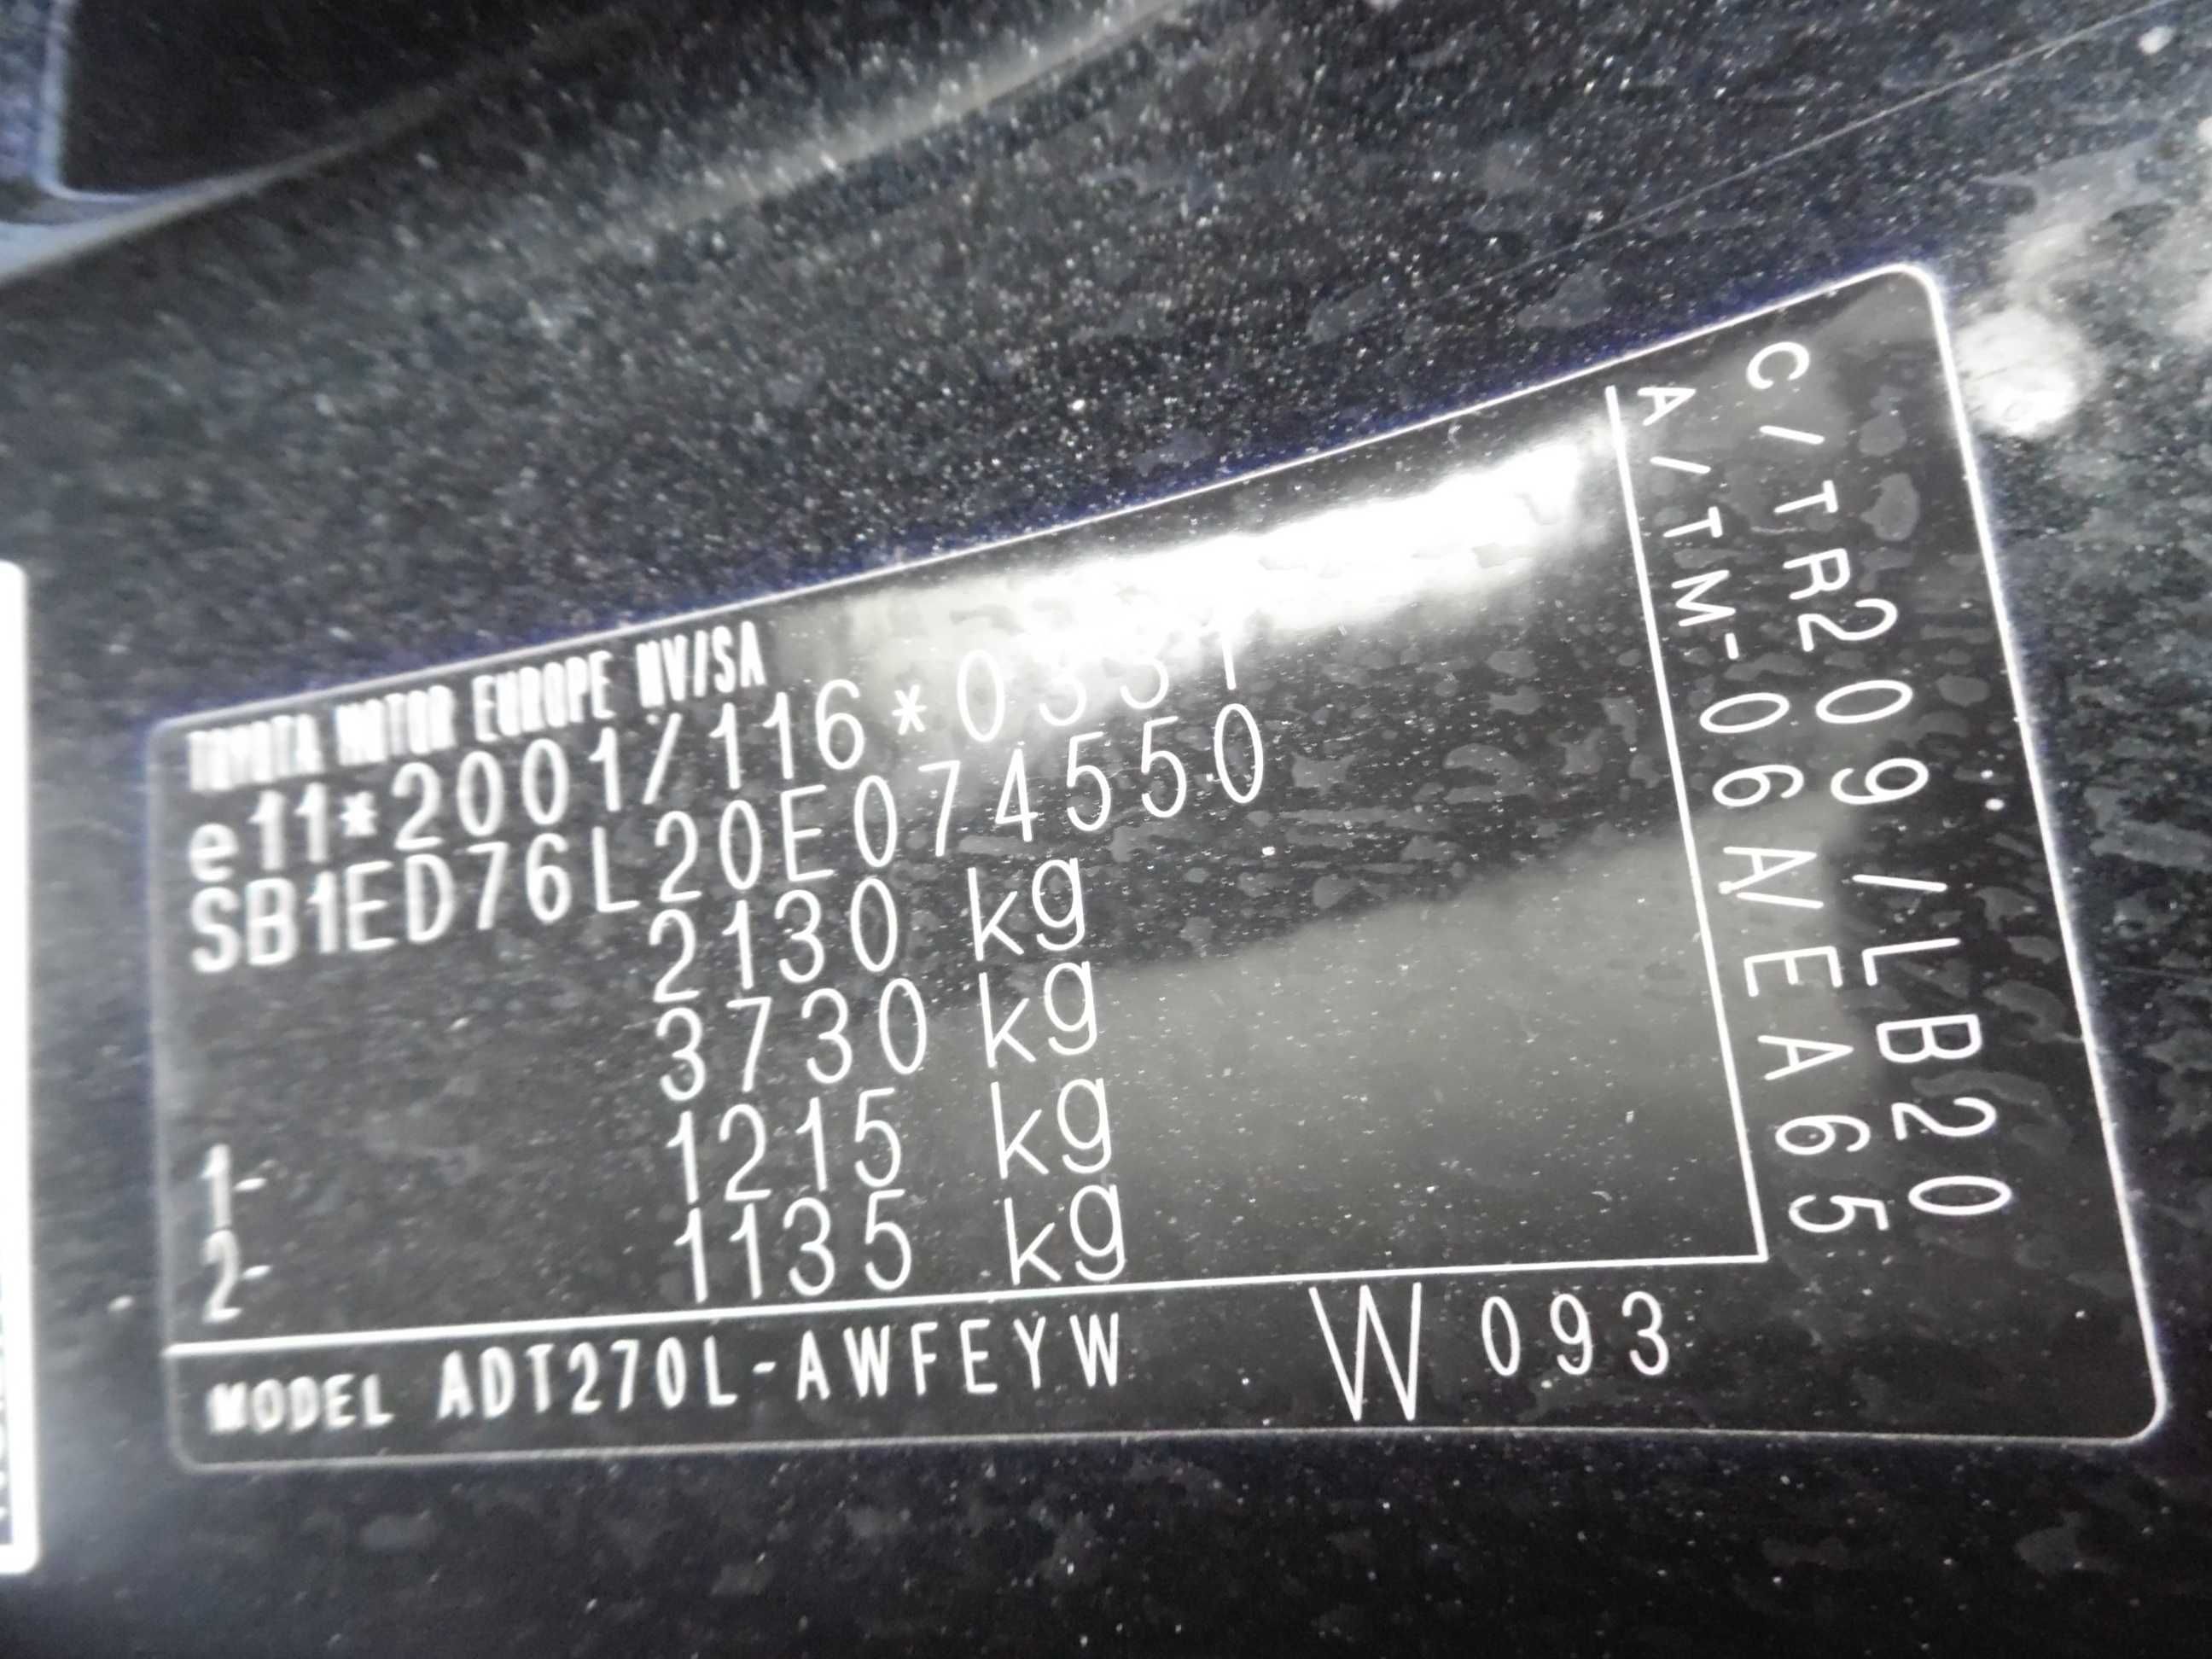 TOYOTA MOTOR EUROPE NV/SA
e11*2001/116*0331
SB1ED76L20E074550
2130 kg
3730 kg
1- 1215 kg
2- 1135 kg
MODEL ADT270L-AWFEYW W093
C/TR209/LB20
A/TM-06A/EA65